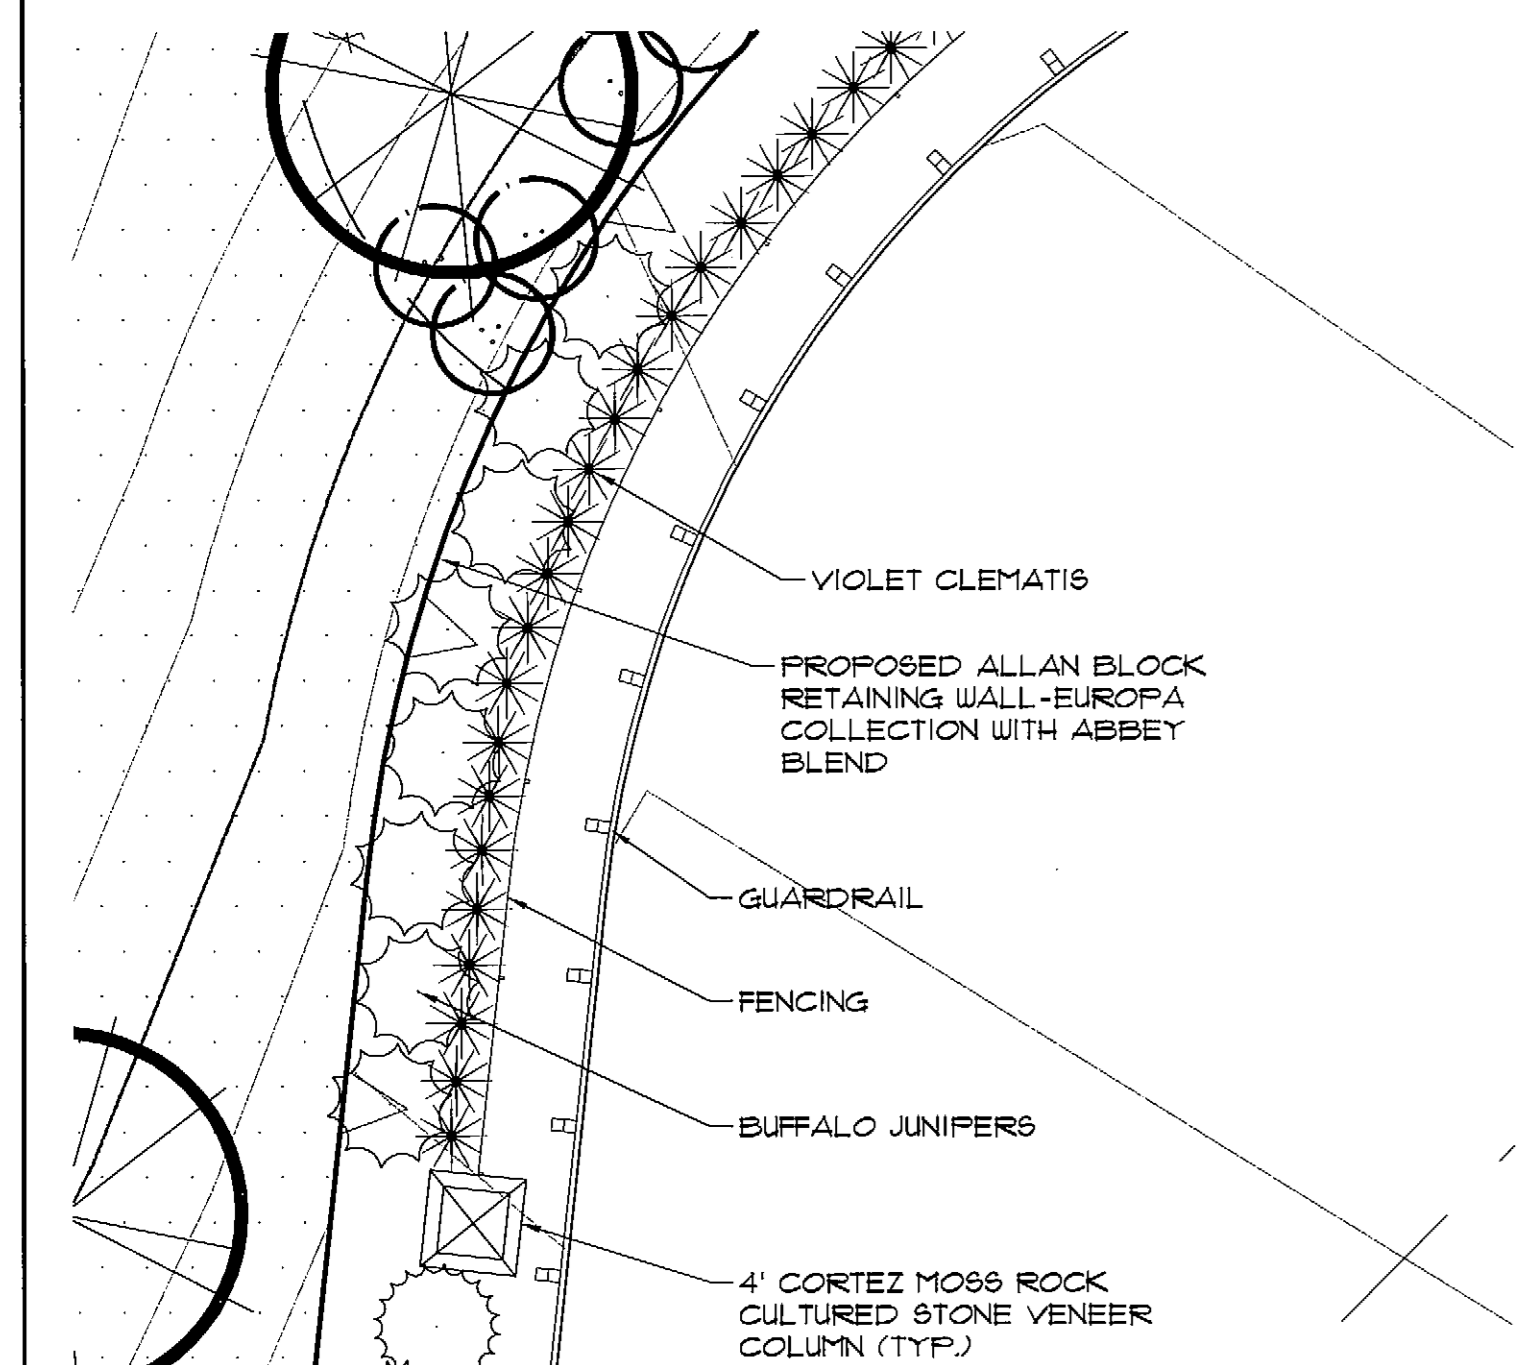 VIOLET CLEMATIS
PROPOSED ALLAN BLOCK
RETAINING WALL-EUROPA
COLLECTION WITH ABBEY
BLEND
GUARDRAIL
FENCING
BUFFALO JUNIPERS
4' CORTEZ MOSS ROCK
CULTURED STONE VENEER
COLUMN (TYP.)